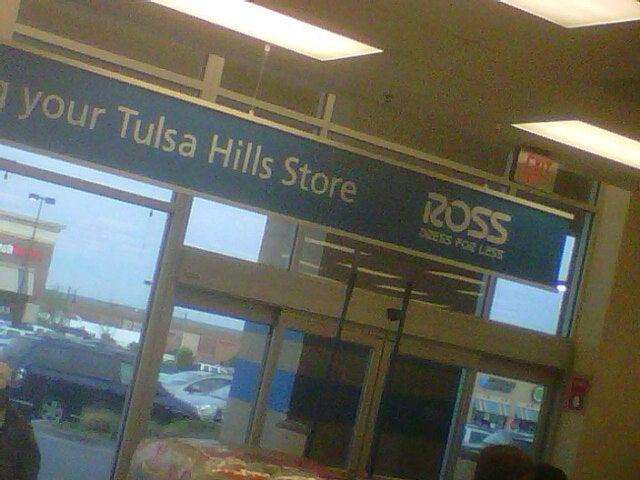 your Tulsa Hills Store
ROSS
DRESS FOR LESS
EXIT